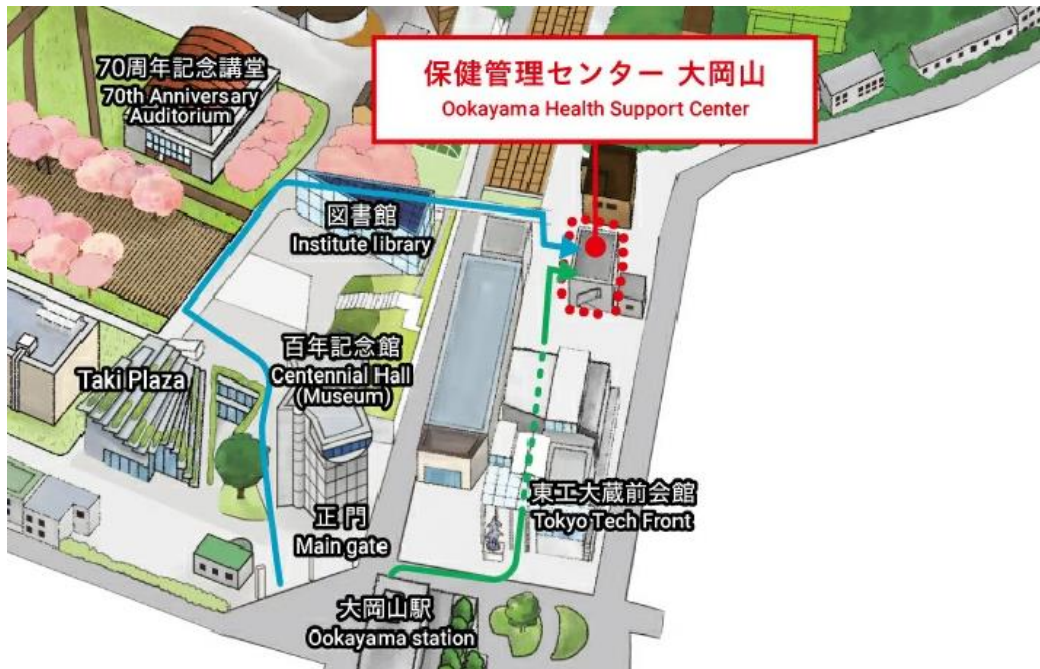 70周年記念講堂
70th Anniversary
Auditorium
保健管理センター 大岡山
Ookayama Health Support Center
図書館
Institute library
百年記念館
Centennial Hall
(Museum)
Taki Plaza
正門
Main gate
東工大蔵前会館
Tokyo Tech Front
大岡山駅
Ookayama station